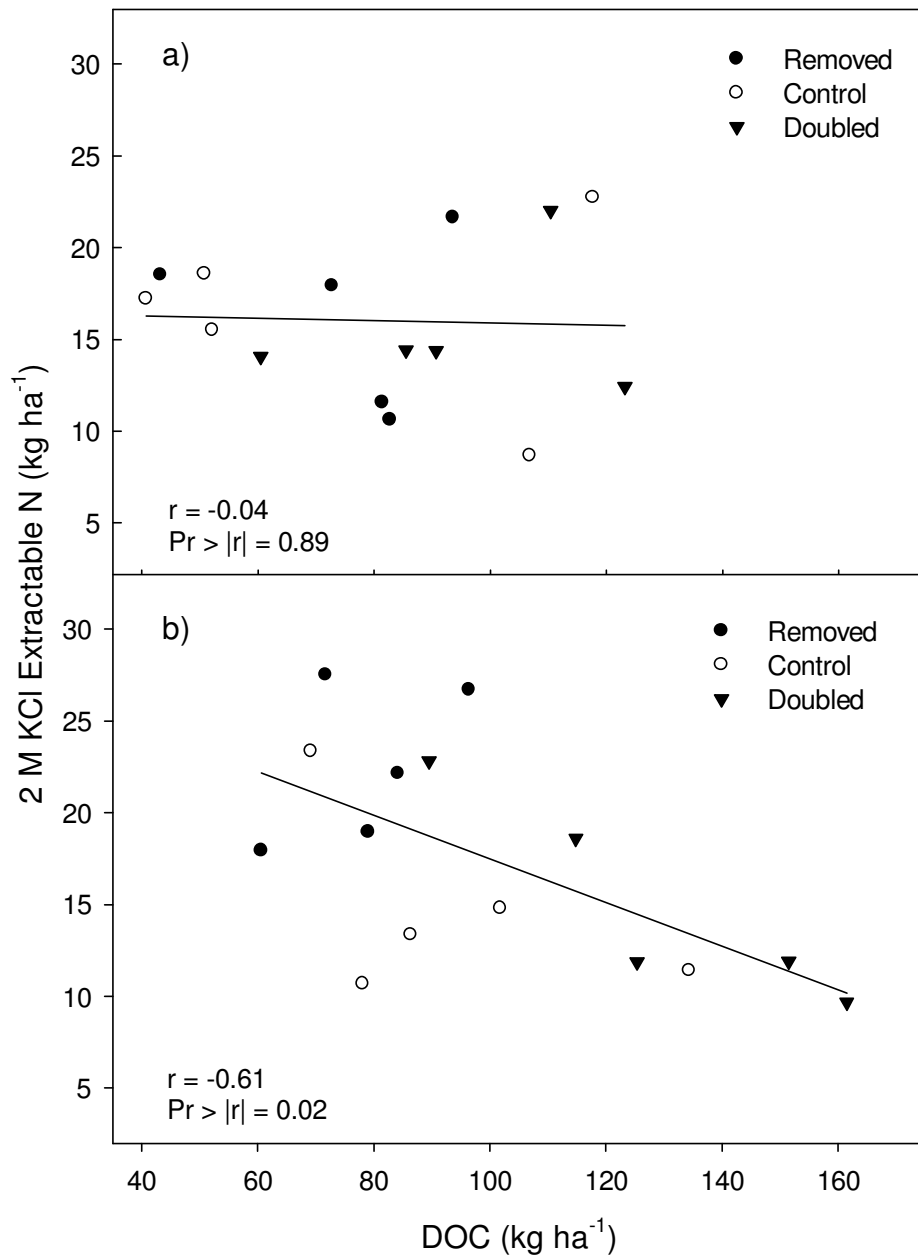 a)
Removed
Control
Doubled
30
25
20
15
10
5
r = -0.04
Pr > |r| = 0.89
b)
Removed
Control
Doubled
30
25
20
15
10
5
r = -0.61
Pr > |r| = 0.02
2 M KCl Extractable N (kg ha⁻¹)
40 60 80 100 120 140 160
DOC (kg ha⁻¹)